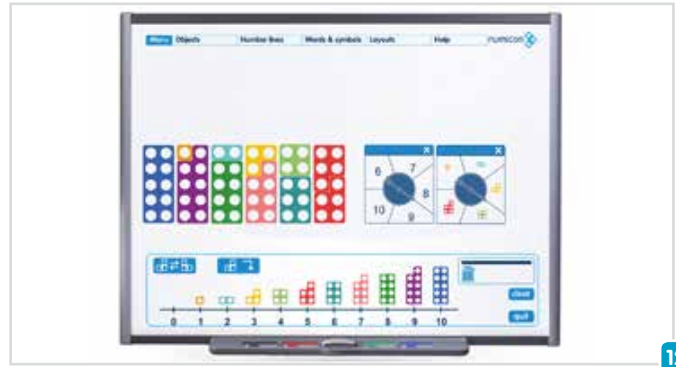 Menu Objects Number lines Words & symbols Layouts Help numicon
X X
6 7
8
10 9
clear
quit
0 1 2 3 4 5 6 7 8 9 10